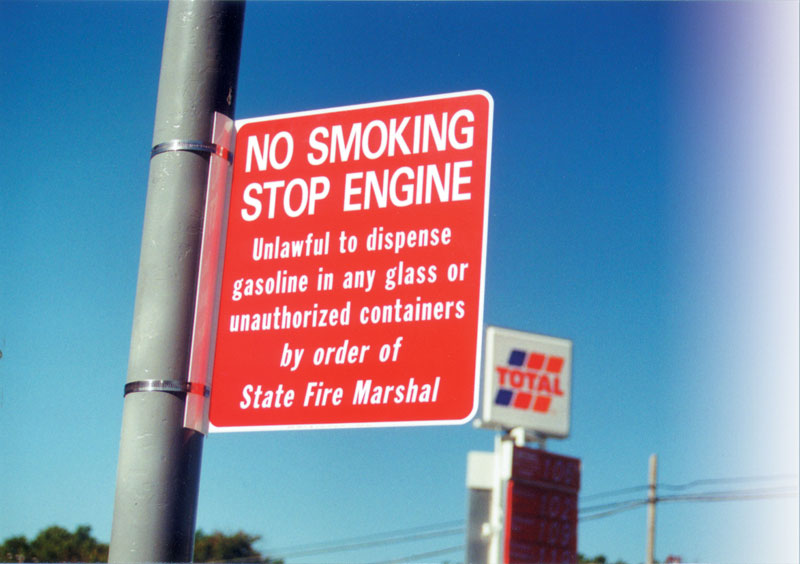 NO SMOKING
STOP ENGINE
Unlawful to dispense
gasoline in any glass or
unauthorized containers
by order of
State Fire Marshal
TOTAL